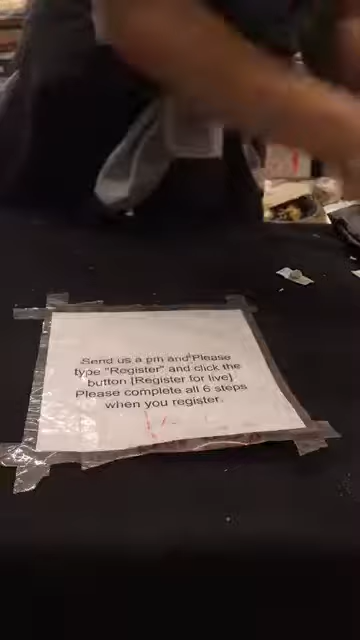 Send us a pm and Please
type "Register" and click the
button [Register for live]
Please complete all 6 steps
when you register.